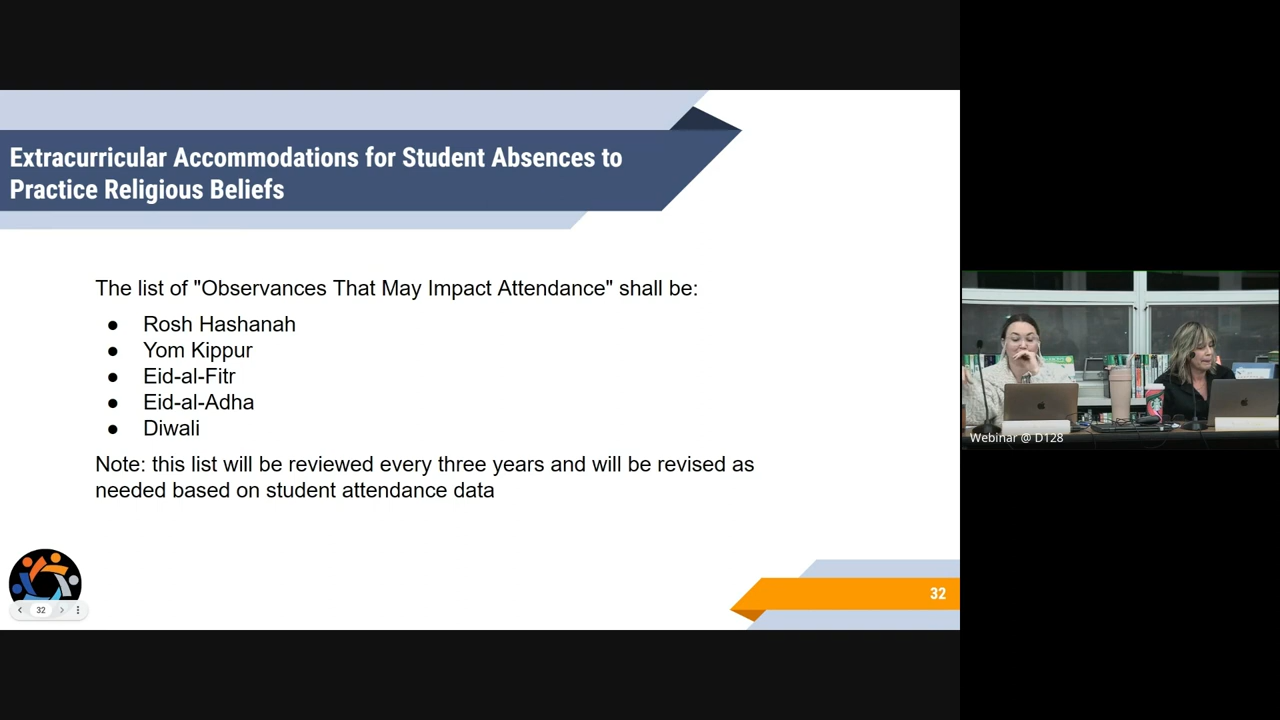 Extracurricular Accommodations for Student Absences to
Practice Religious Beliefs
The list of "Observances That May Impact Attendance" shall be:
● Rosh Hashanah
● Yom Kippur
● Eid-al-Fitr
● Eid-al-Adha
● Diwali
Note: this list will be reviewed every three years and will be revised as
needed based on student attendance data
32
32
Webinar @ D128